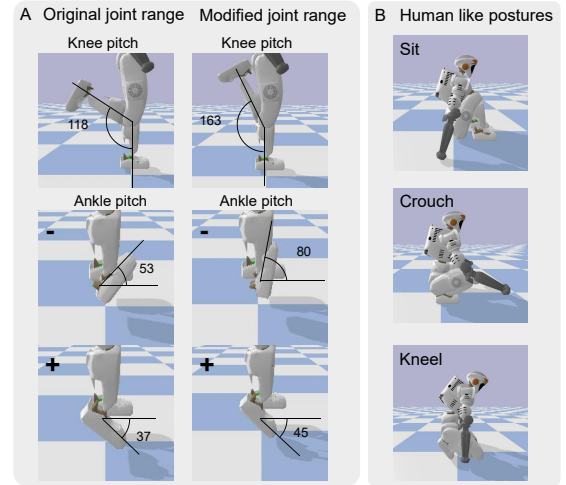 A Original joint range Modified joint range
Knee pitch Knee pitch
118 163
Ankle pitch Ankle pitch
- -
53 80
+ +
37 45
B Human like postures
Sit
Crouch
Kneel